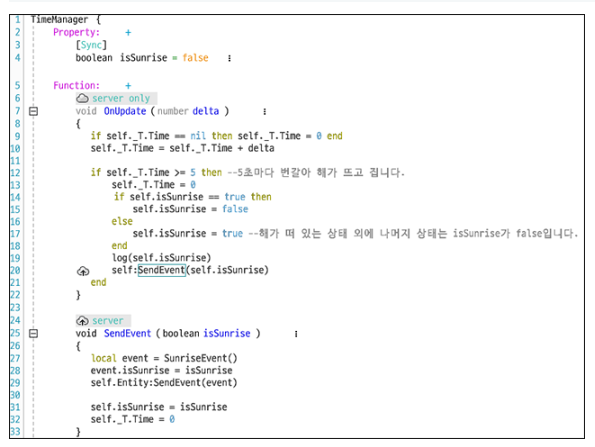 1 TimeManager {
2 Property: +
3 [Sync]
4 boolean isSunrise = false
5 Function: +
6 server only
7 void OnUpdate ( number delta )
8 {
9 if self._T.Time == nil then self._T.Time = 0 end
10 self._T.Time = self._T.Time + delta
11
12 if self._T.Time >= 5 then --5초마다 번갈아 해가 뜨고 집니다.
13 self._T.Time = 0
14 if self.isSunrise == true then
15 self.isSunrise = false
16 else
17 self.isSunrise = true --해가 떠 있는 상태 외에 나머지 상태는 isSunrise가 false입니다.
18 end
19 log(self.isSunrise)
20 self:SendEvent(self.isSunrise)
21 end
22 }
23
24 server
25 void SendEvent ( boolean isSunrise )
26 {
27 local event = SunriseEvent()
28 event.isSunrise = isSunrise
29 self.Entity:SendEvent(event)
30
31 self.isSunrise = isSunrise
32 self._T.Time = 0
33 }